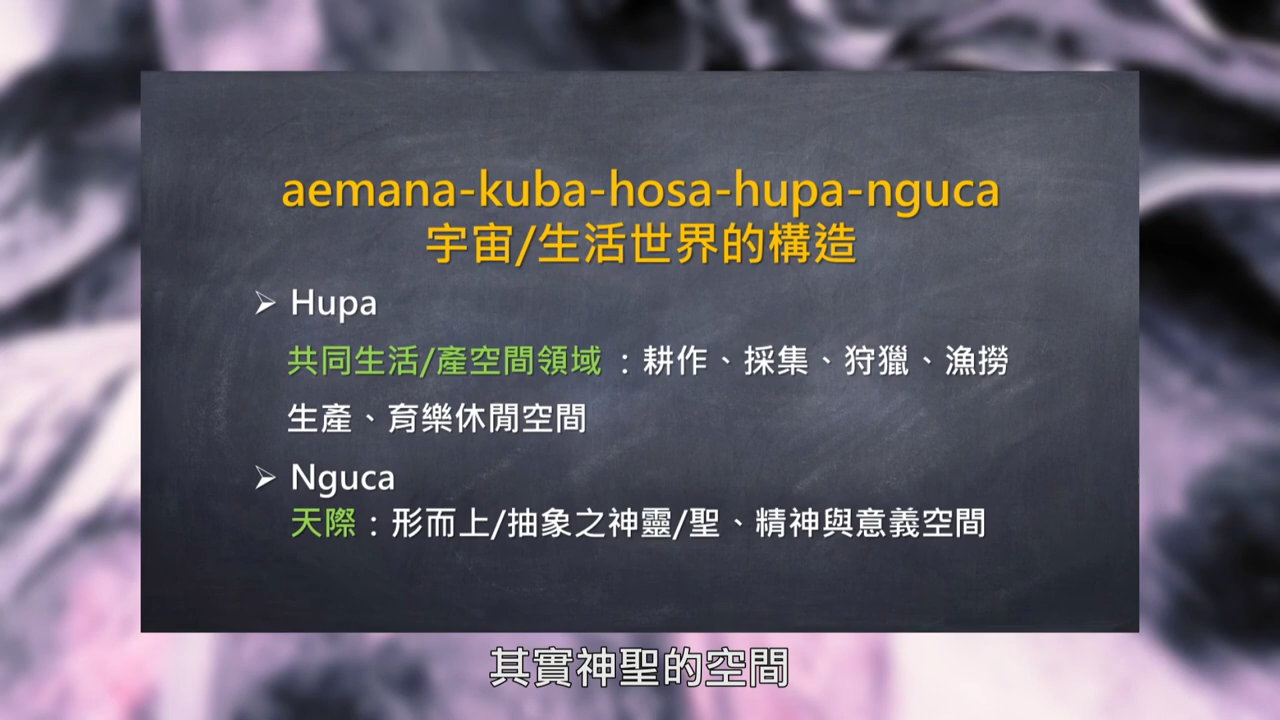 aemana-kuba-hosa-hupa-nguca
宇宙/生活世界的構造
➢ Hupa
共同生活/產空間領域：耕作、採集、狩獵、漁撈
生產、育樂休閒空間
➢ Nguca
天際：形而上/抽象之神靈/聖、精神與意義空間
其實神聖的空間